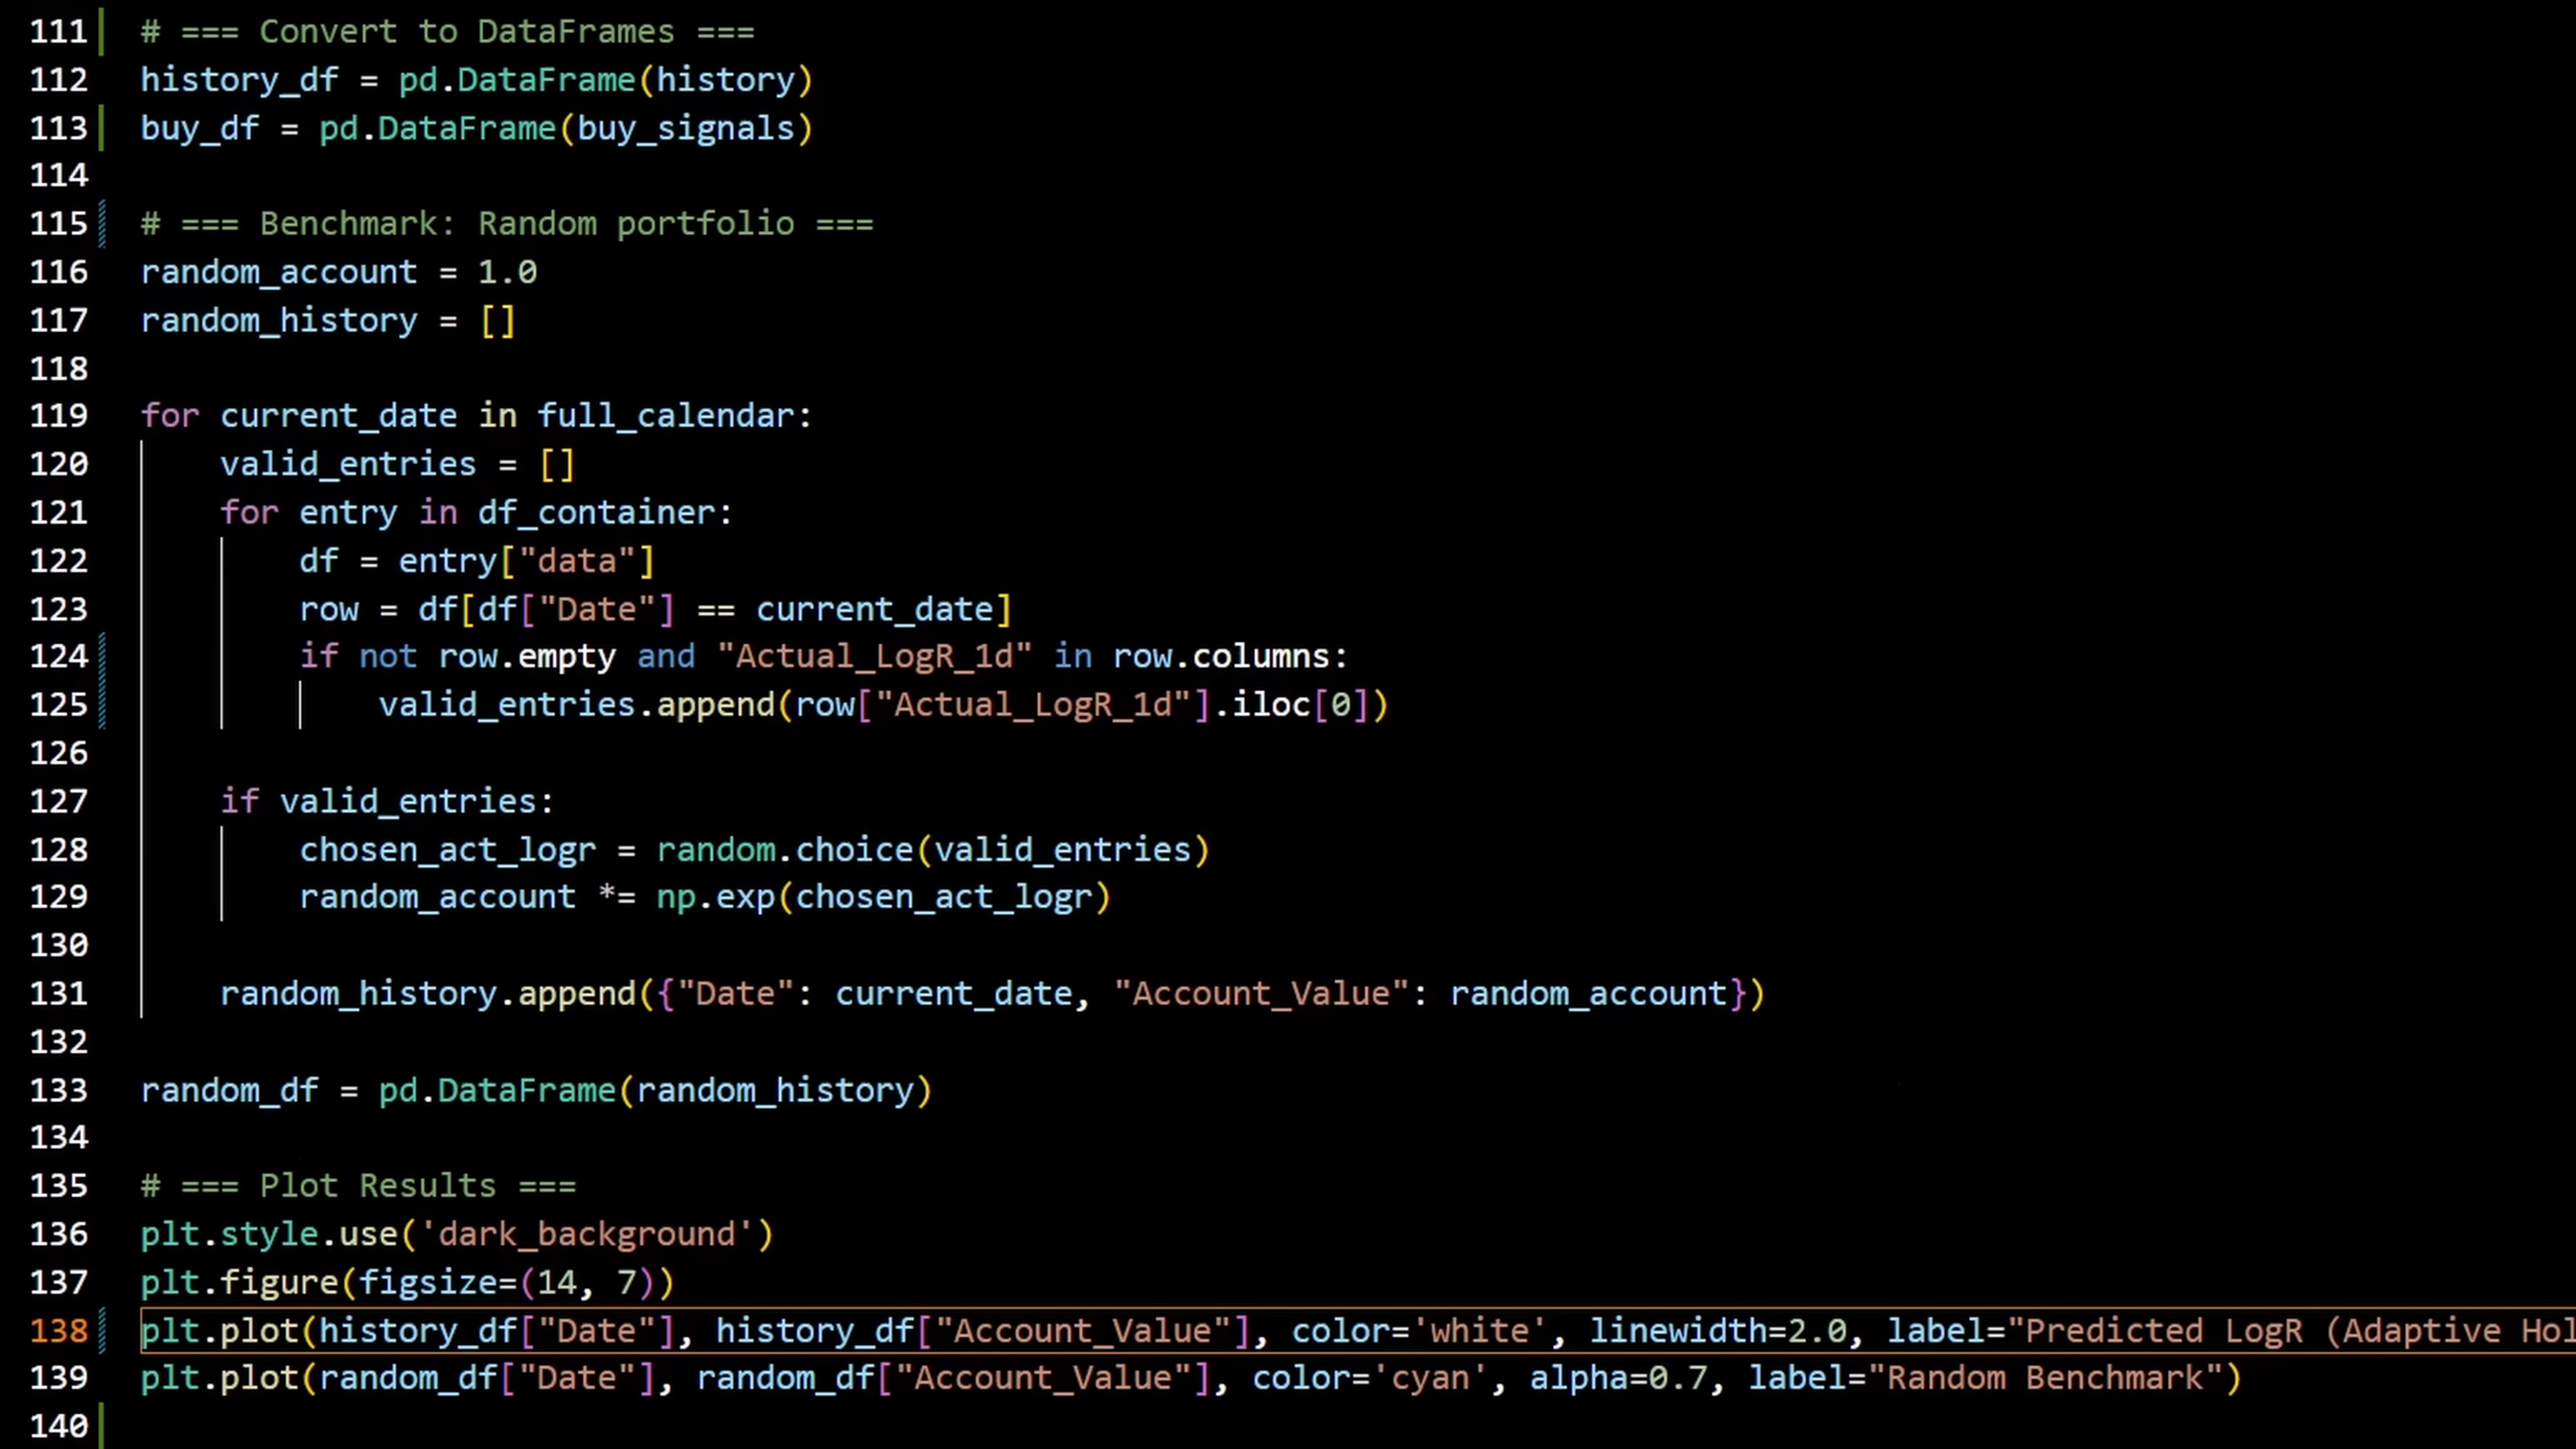 111 # === Convert to DataFrames ===
112 history_df = pd.DataFrame(history)
113 buy_df = pd.DataFrame(buy_signals)
114
115 # === Benchmark: Random portfolio ===
116 random_account = 1.0
117 random_history = []
118
119 for current_date in full_calendar:
120     valid_entries = []
121     for entry in df_container:
122         df = entry["data"]
123         row = df[df["Date"] == current_date]
124         if not row.empty and "Actual_LogR_1d" in row.columns:
125             valid_entries.append(row["Actual_LogR_1d"].iloc[0])
126
127     if valid_entries:
128         chosen_act_logr = random.choice(valid_entries)
129         random_account *= np.exp(chosen_act_logr)
130
131     random_history.append({"Date": current_date, "Account_Value": random_account})
132
133 random_df = pd.DataFrame(random_history)
134
135 # === Plot Results ===
136 plt.style.use('dark_background')
137 plt.figure(figsize=(14, 7))
138 plt.plot(history_df["Date"], history_df["Account_Value"], color='white', linewidth=2.0, label="Predicted LogR (Adaptive Hol
139 plt.plot(random_df["Date"], random_df["Account_Value"], color='cyan', alpha=0.7, label="Random Benchmark")
140